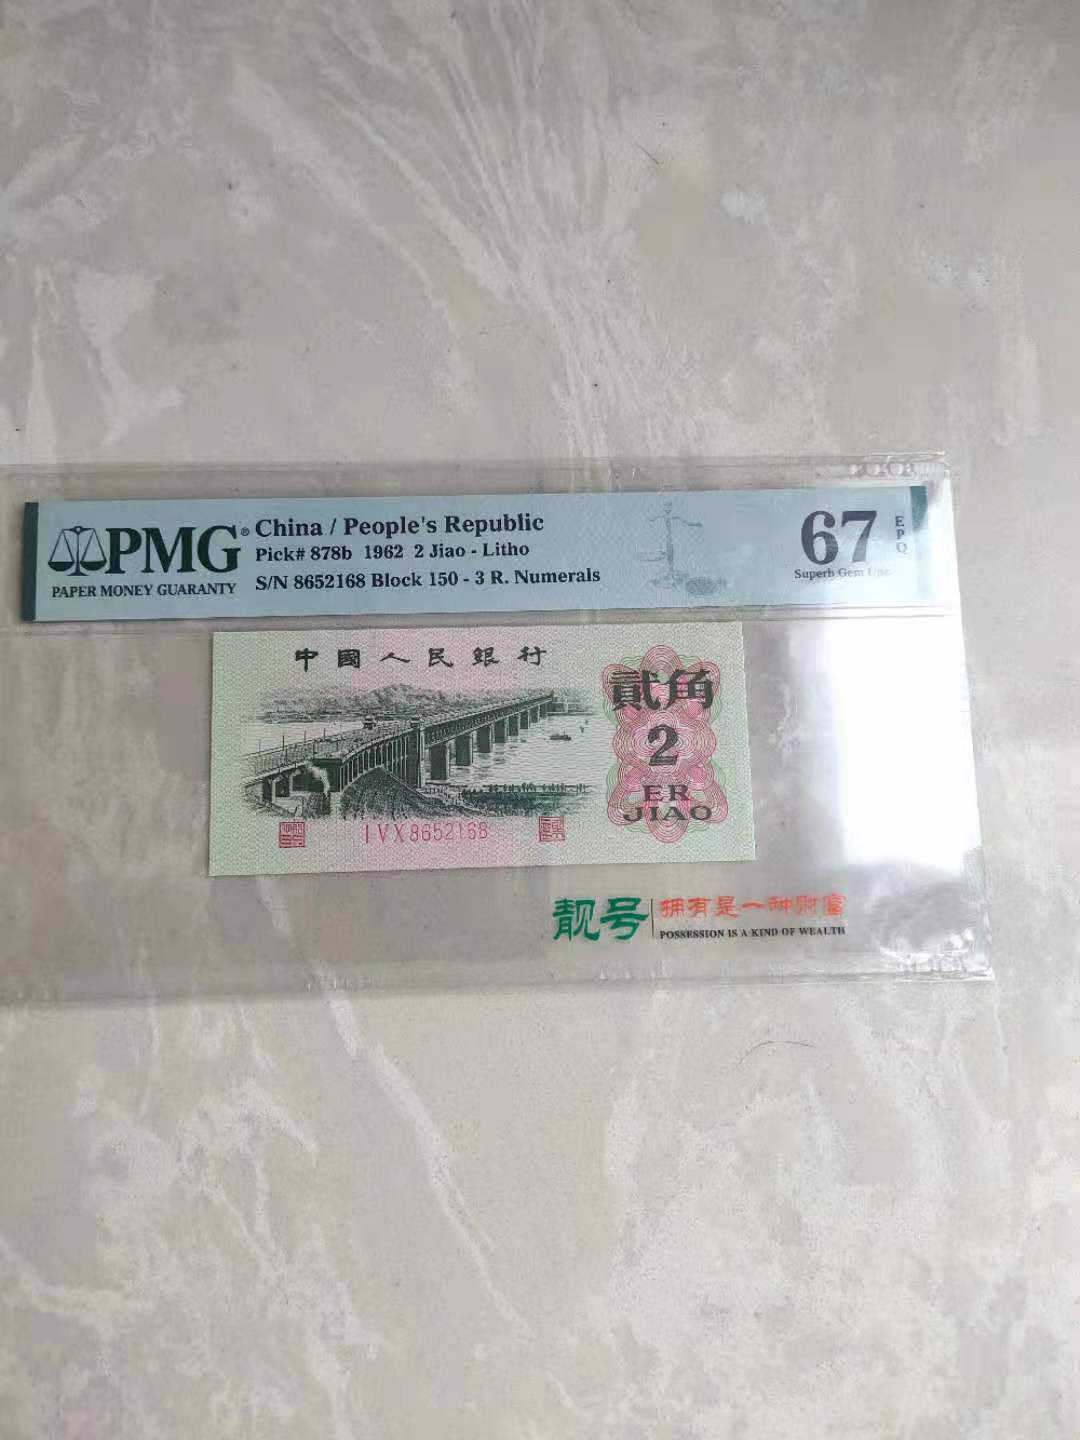 PMG®
PAPER MONEY GUARANTY
China / People's Republic
Pick# 878b 1962 2 Jiao - Litho
S/N 8652168 Block 150 - 3 R. Numerals
67 EPQ
Superb Gem Unc
中國人民銀行
貳角
2
ER
JIAO
IVX8652168
靓号
拥有是一种财富
POSSESSION IS A KIND OF WEALTH